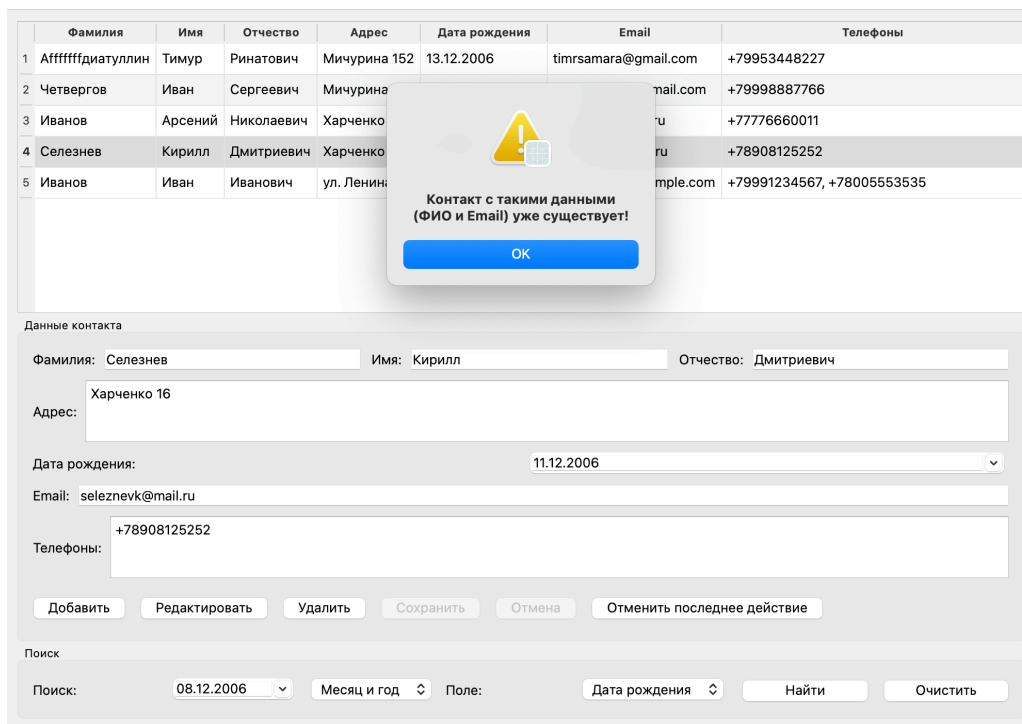 Фамилия Имя Отчество Адрес Дата рождения Email Телефоны
1 Афffffffдиатуллин Тимур Ринатович Мичурина 152 13.12.2006 timrsamara@gmail.com +79953448227
2 Четвергов Иван Сергеевич Мичурина mail.com +79998887766
3 Иванов Арсений Николаевич Харченко ru +77776660011
4 Селезнев Кирилл Дмитриевич Харченко ru +78908125252
5 Иванов Иван Иванович ул. Ленина mple.com +79991234567, +78005553535
Контакт с такими данными
(ФИО и Email) уже существует!
OK
Данные контакта
Фамилия: Селезнев Имя: Кирилл Отчество: Дмитриевич
Адрес: Харченко 16
Дата рождения: 11.12.2006
Email: seleznevk@mail.ru
Телефоны: +78908125252
Добавить Редактировать Удалить Сохранить Отмена Отменить последнее действие
Поиск
Поиск: 08.12.2006 Месяц и год Поле: Дата рождения Найти Очистить